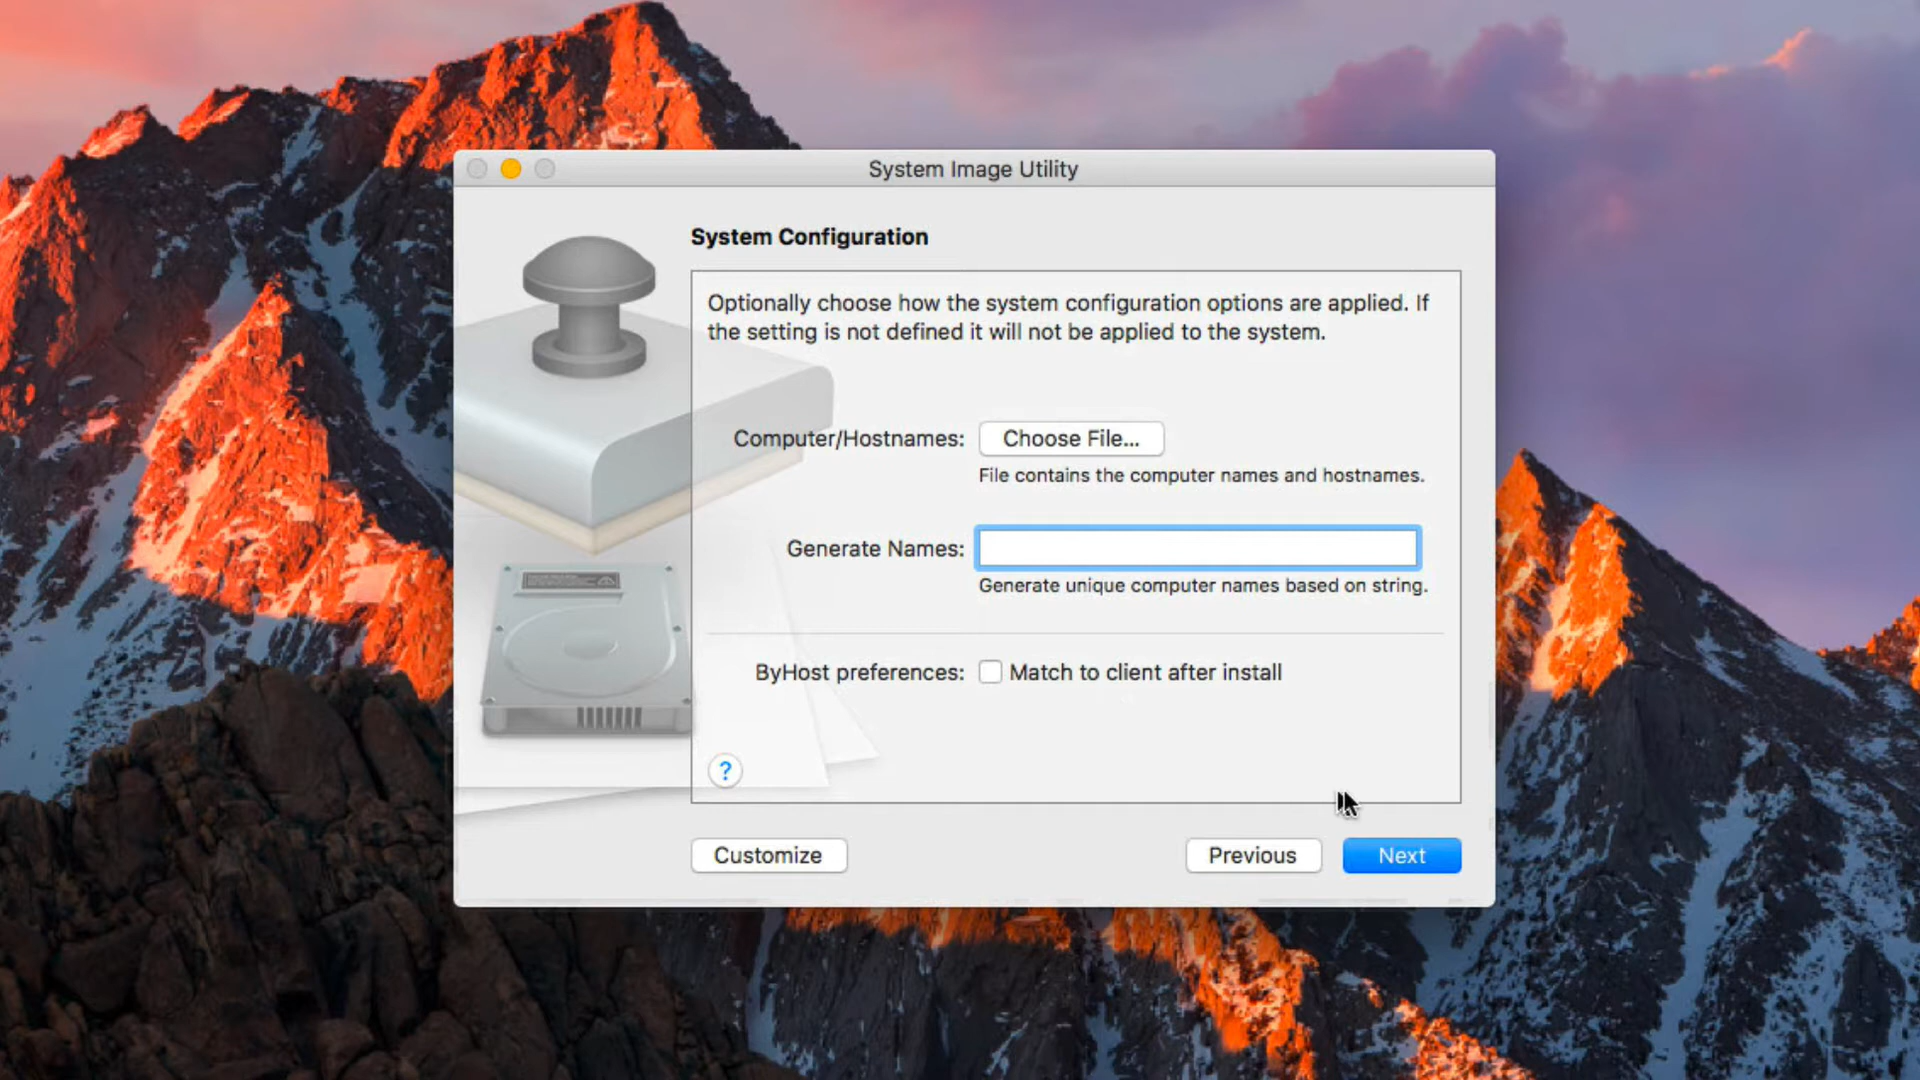 System Image Utility
System Configuration
Optionally choose how the system configuration options are applied. If
the setting is not defined it will not be applied to the system.
Computer/Hostnames: Choose File...
File contains the computer names and hostnames.
Generate Names:
Generate unique computer names based on string.
ByHost preferences: Match to client after install
?
Customize Previous Next